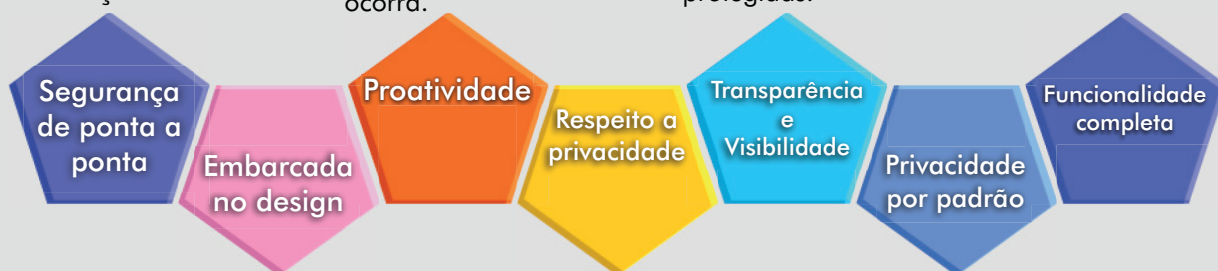 ocorra.
Segurança
de ponta a
ponta
Embarcada
no design
Proatividade
Respeito a
privacidade
Transparência
e
Visibilidade
Privacidade
por padrão
Funcionalidade
completa